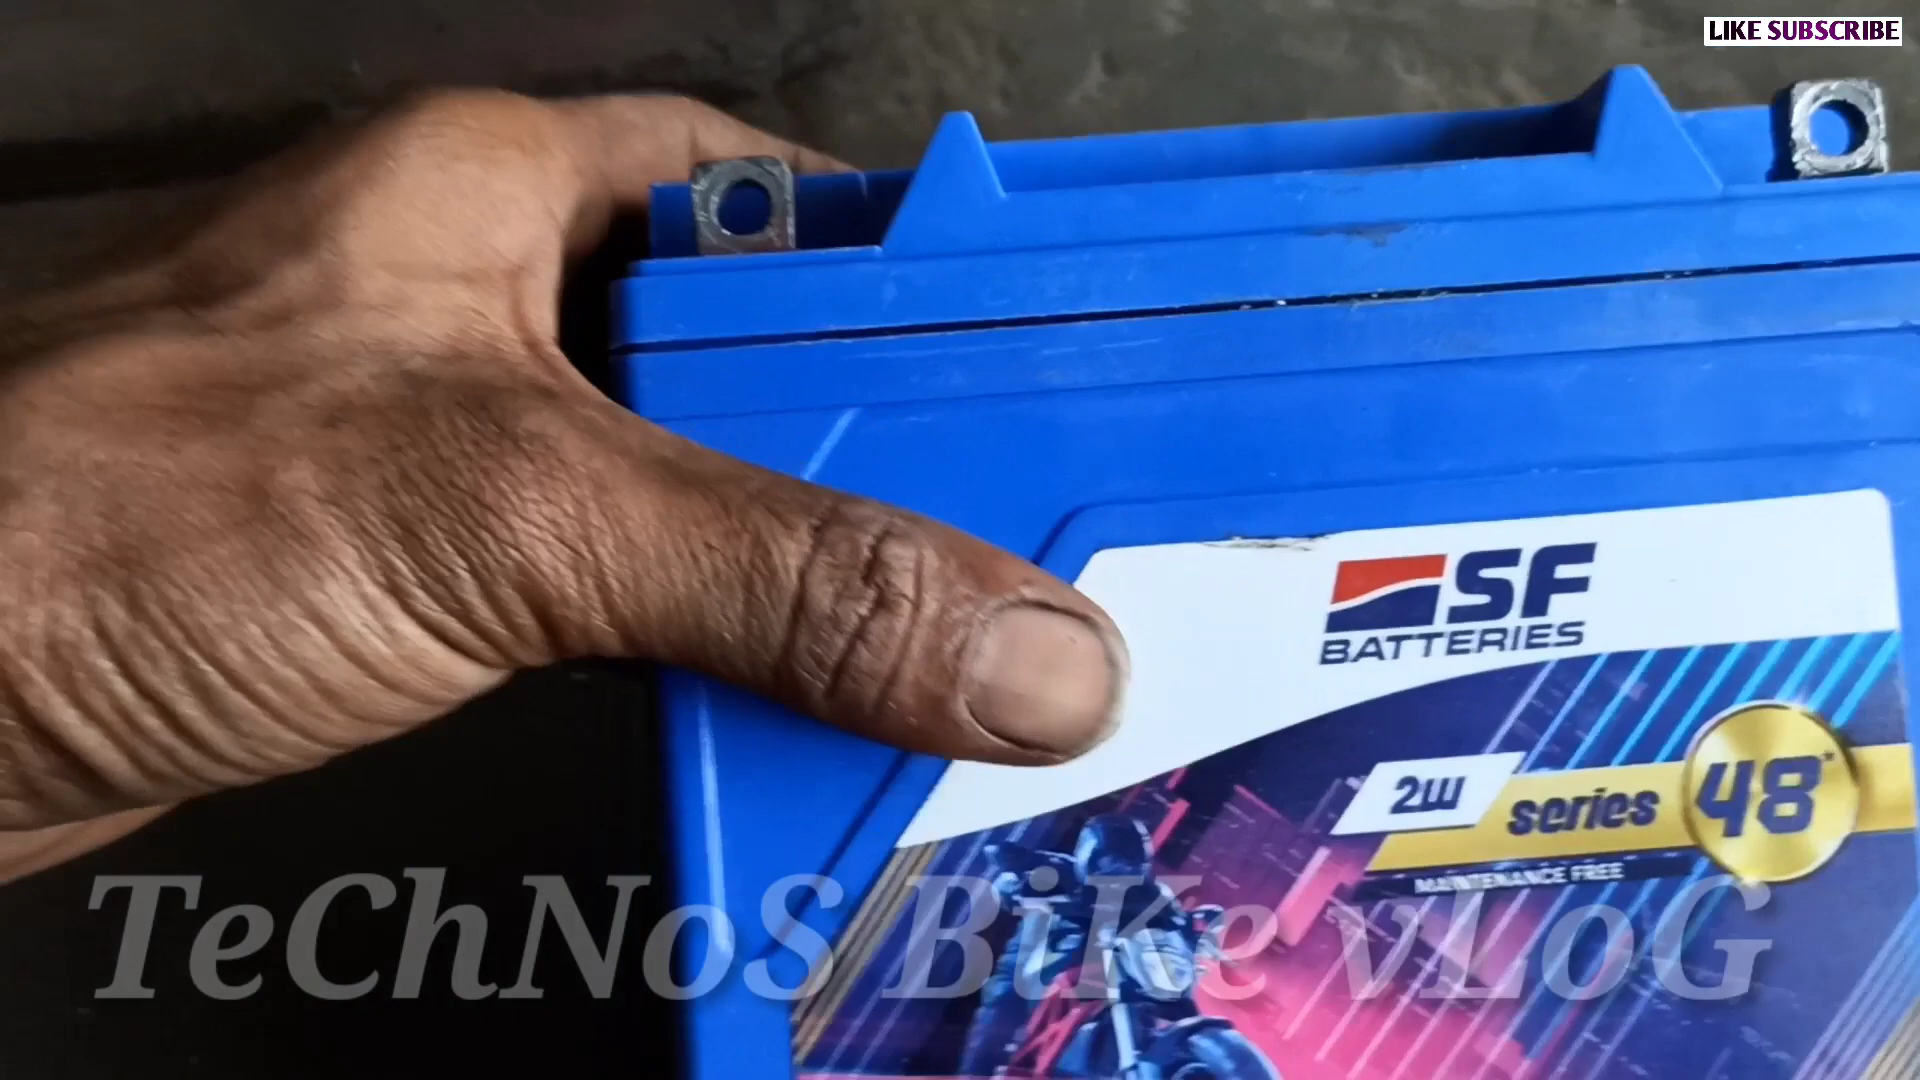 LIKE SUBSCRIBE
SF
BATTERIES
2W series 48*
MAINTENANCE FREE
TeChNoS BiKe vLoG